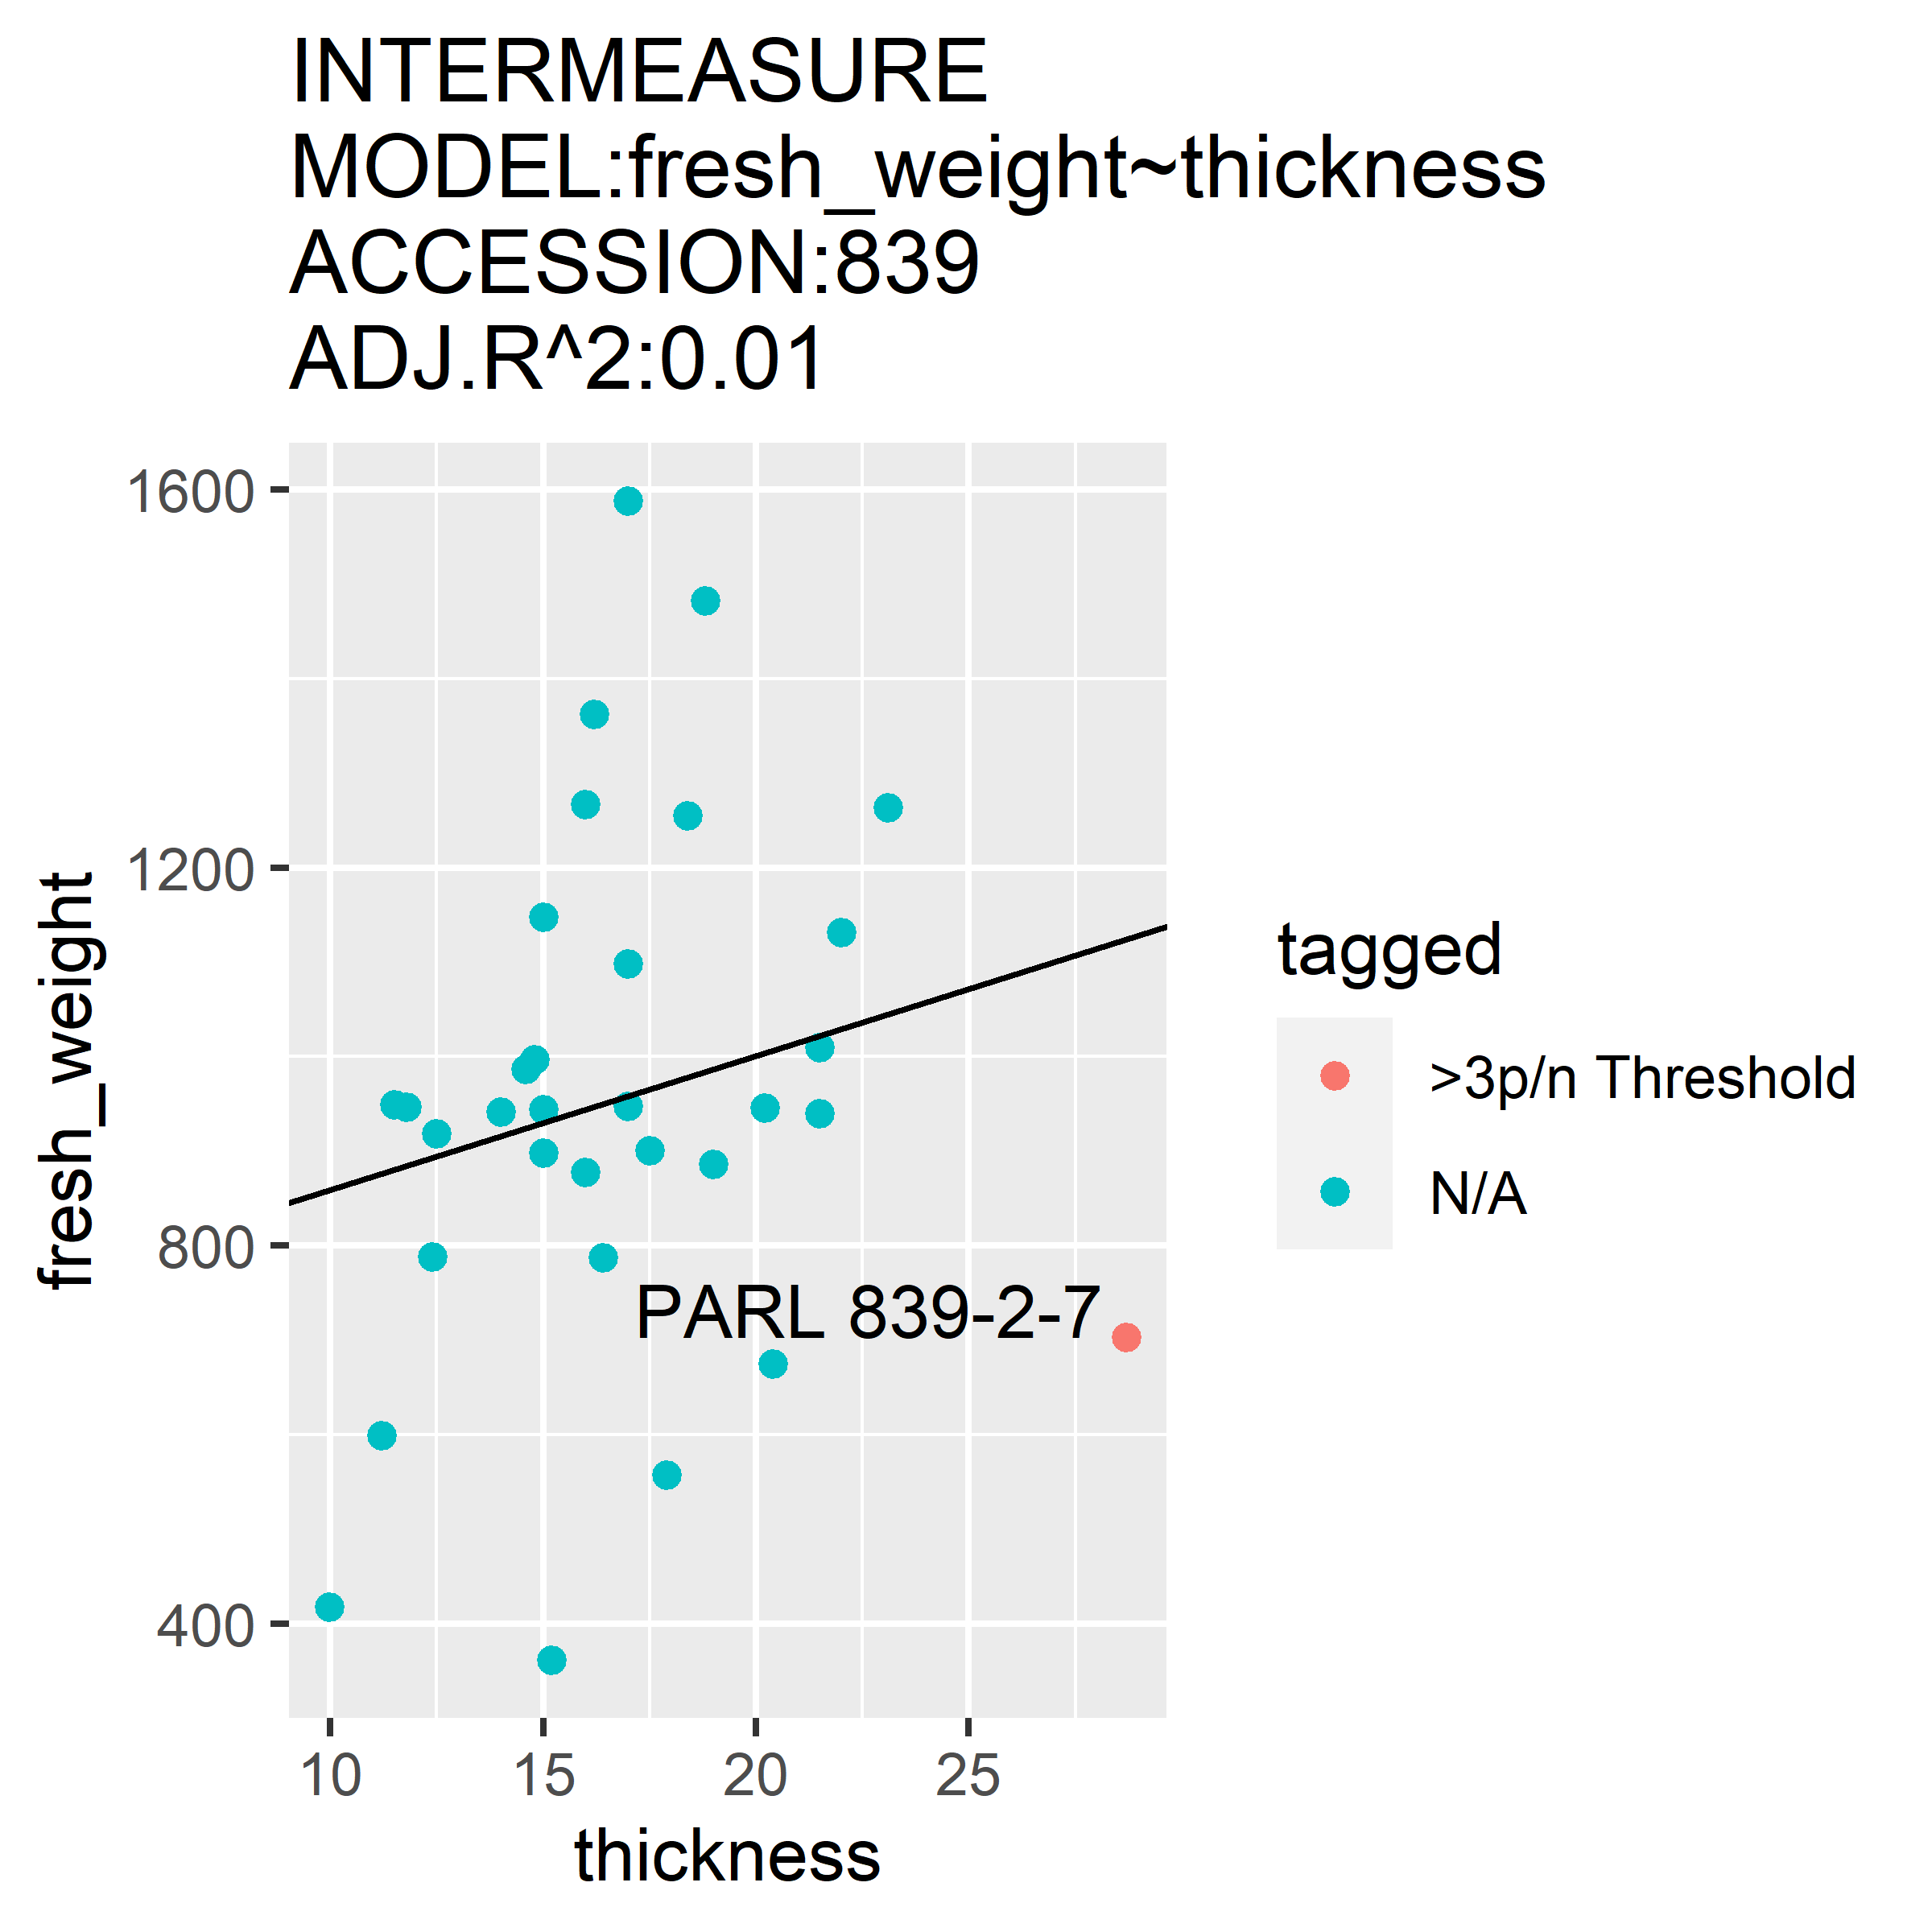 INTERMEASURE
MODEL:fresh_weight~thickness
ACCESSION:839
ADJ.R^2:0.01
1600
1200
800
400
fresh_weight
PARL 839-2-7
10 15 20 25
thickness
tagged
>3p/n Threshold
N/A